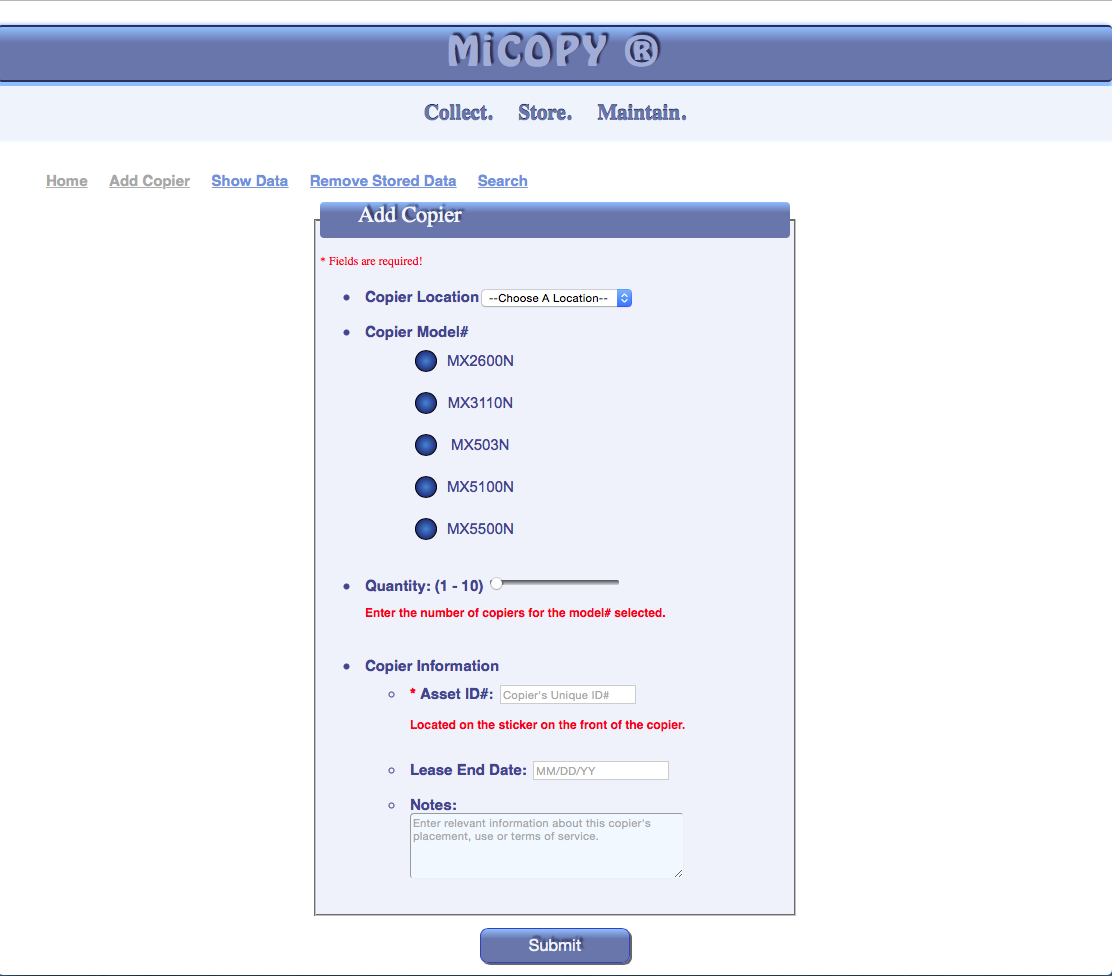 MiCOPY ®
Collect. Store. Maintain.
Home Add Copier Show Data Remove Stored Data Search
Add Copier
* Fields are required!
Copier Location --Choose A Location--
Copier Model#
MX2600N
MX3110N
MX503N
MX5100N
MX5500N
Quantity: (1 - 10)
Enter the number of copiers for the model# selected.
Copier Information
* Asset ID#: Copier's Unique ID#
Located on the sticker on the front of the copier.
Lease End Date: MM/DD/YY
Notes:
Enter relevant information about this copier's
placement, use or terms of service.
Submit